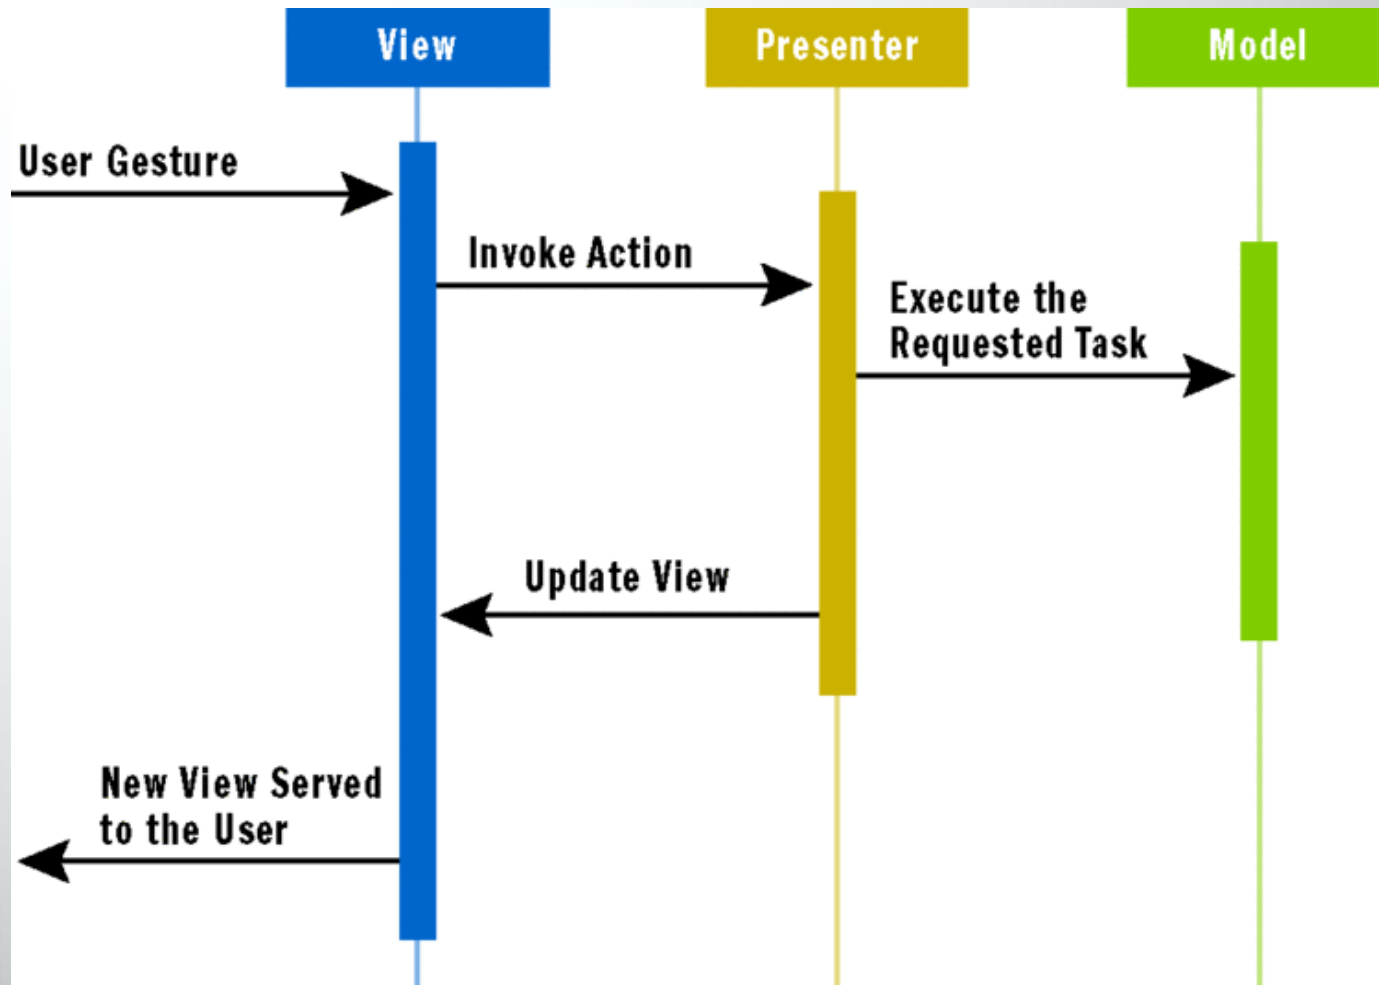 View
Presenter
Model
User Gesture
Invoke Action
Execute the
Requested Task
Update View
New View Served
to the User